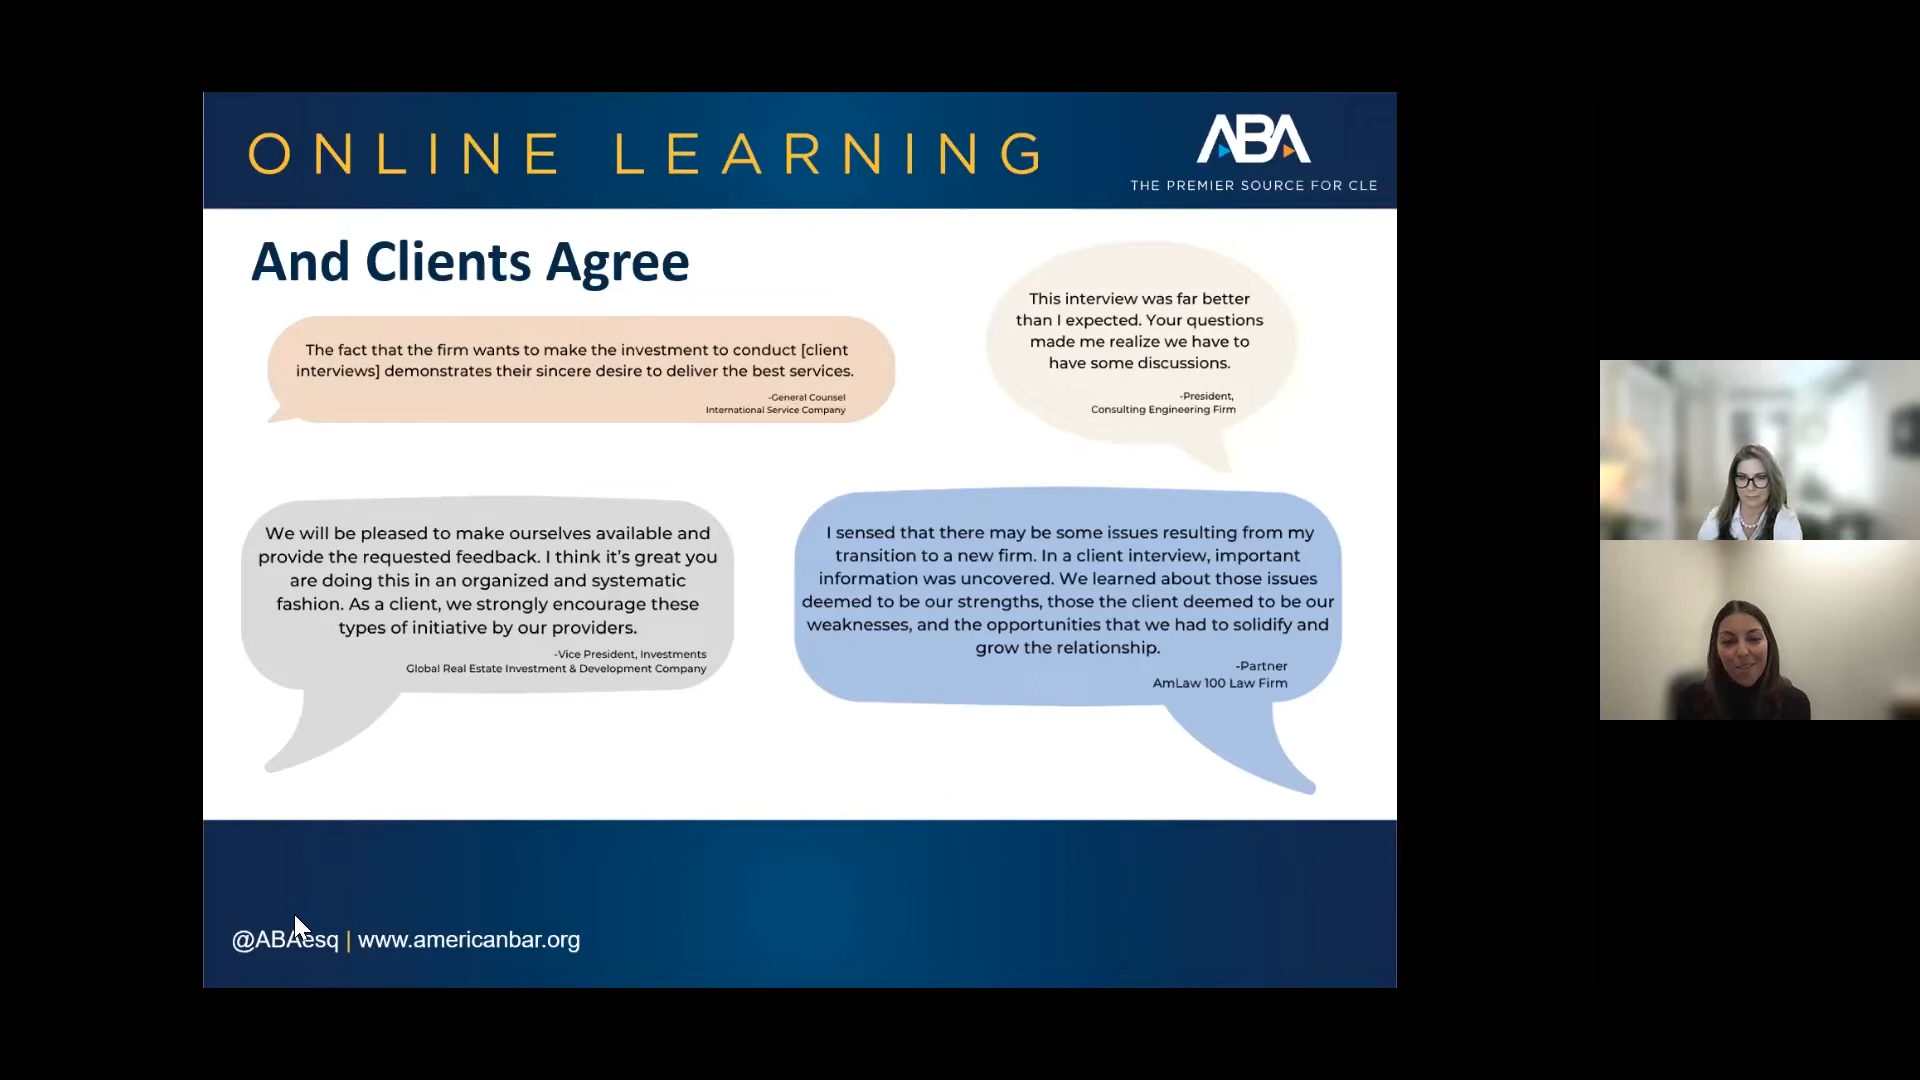 ONLINE LEARNING
ABA
THE PREMIER SOURCE FOR CLE
And Clients Agree
The fact that the firm wants to make the investment to conduct [client
interviews] demonstrates their sincere desire to deliver the best services.
-General Counsel
International Service Company
This interview was far better
than I expected. Your questions
made me realize we have to
have some discussions.
-President,
Consulting Engineering Firm
We will be pleased to make ourselves available and
provide the requested feedback. I think it's great you
are doing this in an organized and systematic
fashion. As a client, we strongly encourage these
types of initiative by our providers.
-Vice President, Investments
Global Real Estate Investment & Development Company
I sensed that there may be some issues resulting from my
transition to a new firm. In a client interview, important
information was uncovered. We learned about those issues
deemed to be our strengths, those the client deemed to be our
weaknesses, and the opportunities that we had to solidify and
grow the relationship.
-Partner
AmLaw 100 Law Firm
@ABAesq | www.americanbar.org